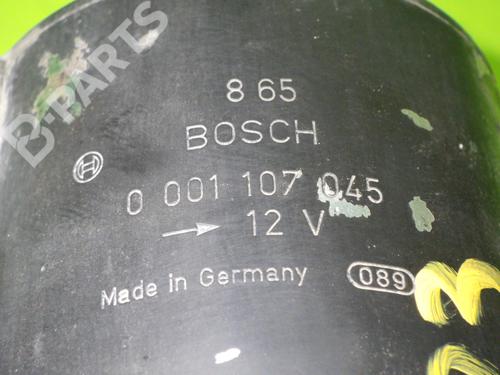 B-PARTS
8 65
BOSCH
0 001 107 045
12 V
Made in Germany
089